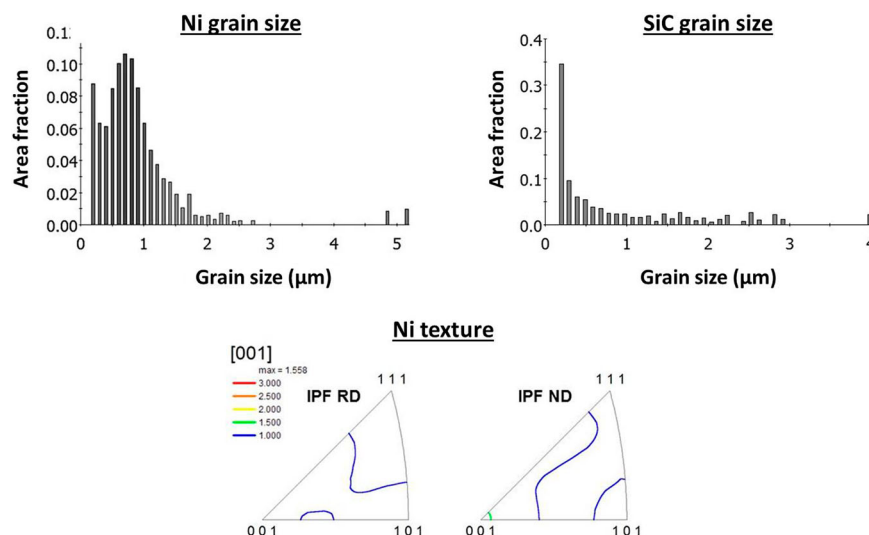 Ni grain size
SiC grain size
Area fraction
0.1
0.10
0.08
0.06
0.04
0.02
0.00
0 1 2 3 4 5
Grain size (μm)
Area fraction
0.4
0.3
0.2
0.1
0.0
0 1 2 3 4
Grain size (μm)
Ni texture
[001]
max = 1.558
3.000
2.500
2.000
1.500
1.000
IPF RD
1 1 1
0 0 1
1 0 1
IPF ND
1 1 1
0 0 1
1 0 1